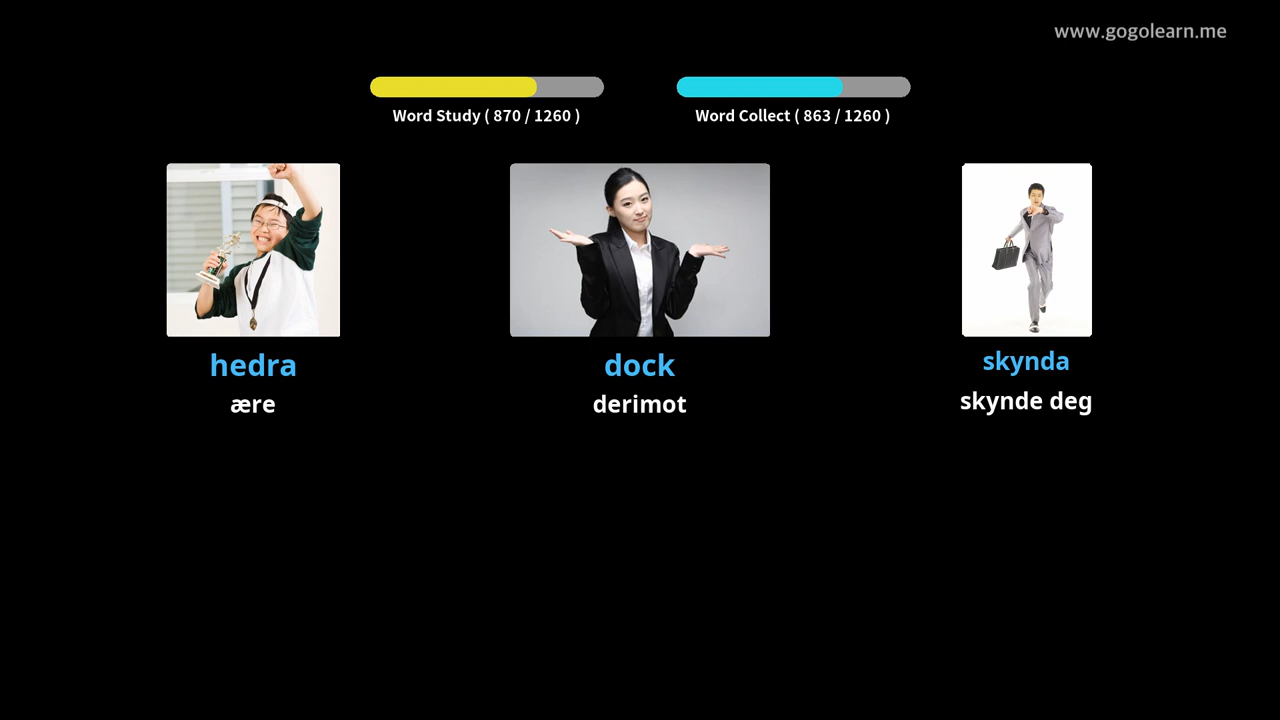 www.gogolearn.me
Word Study ( 870 / 1260 )
Word Collect ( 863 / 1260 )
hedra
dock
skynda
ære
derimot
skynde deg